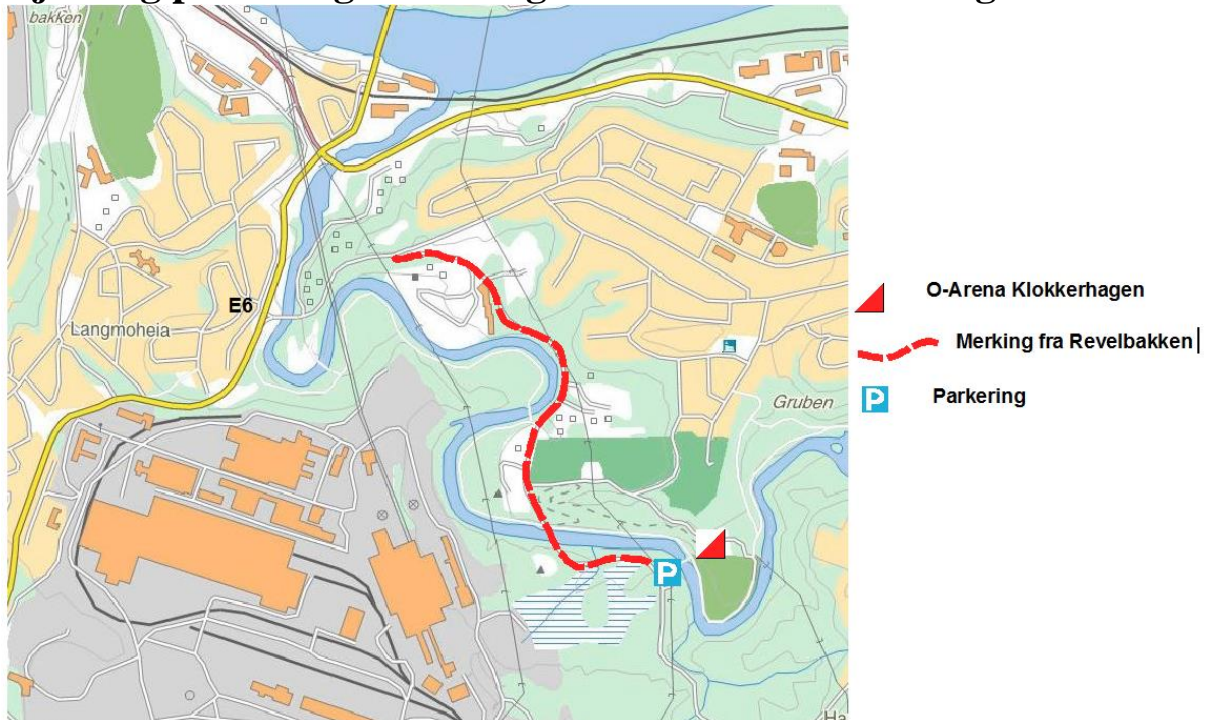 bakken
E6
Langmoheia
Gruben
P
O-Arena Klokkerhagen
Merking fra Revelbakken
P Parkering